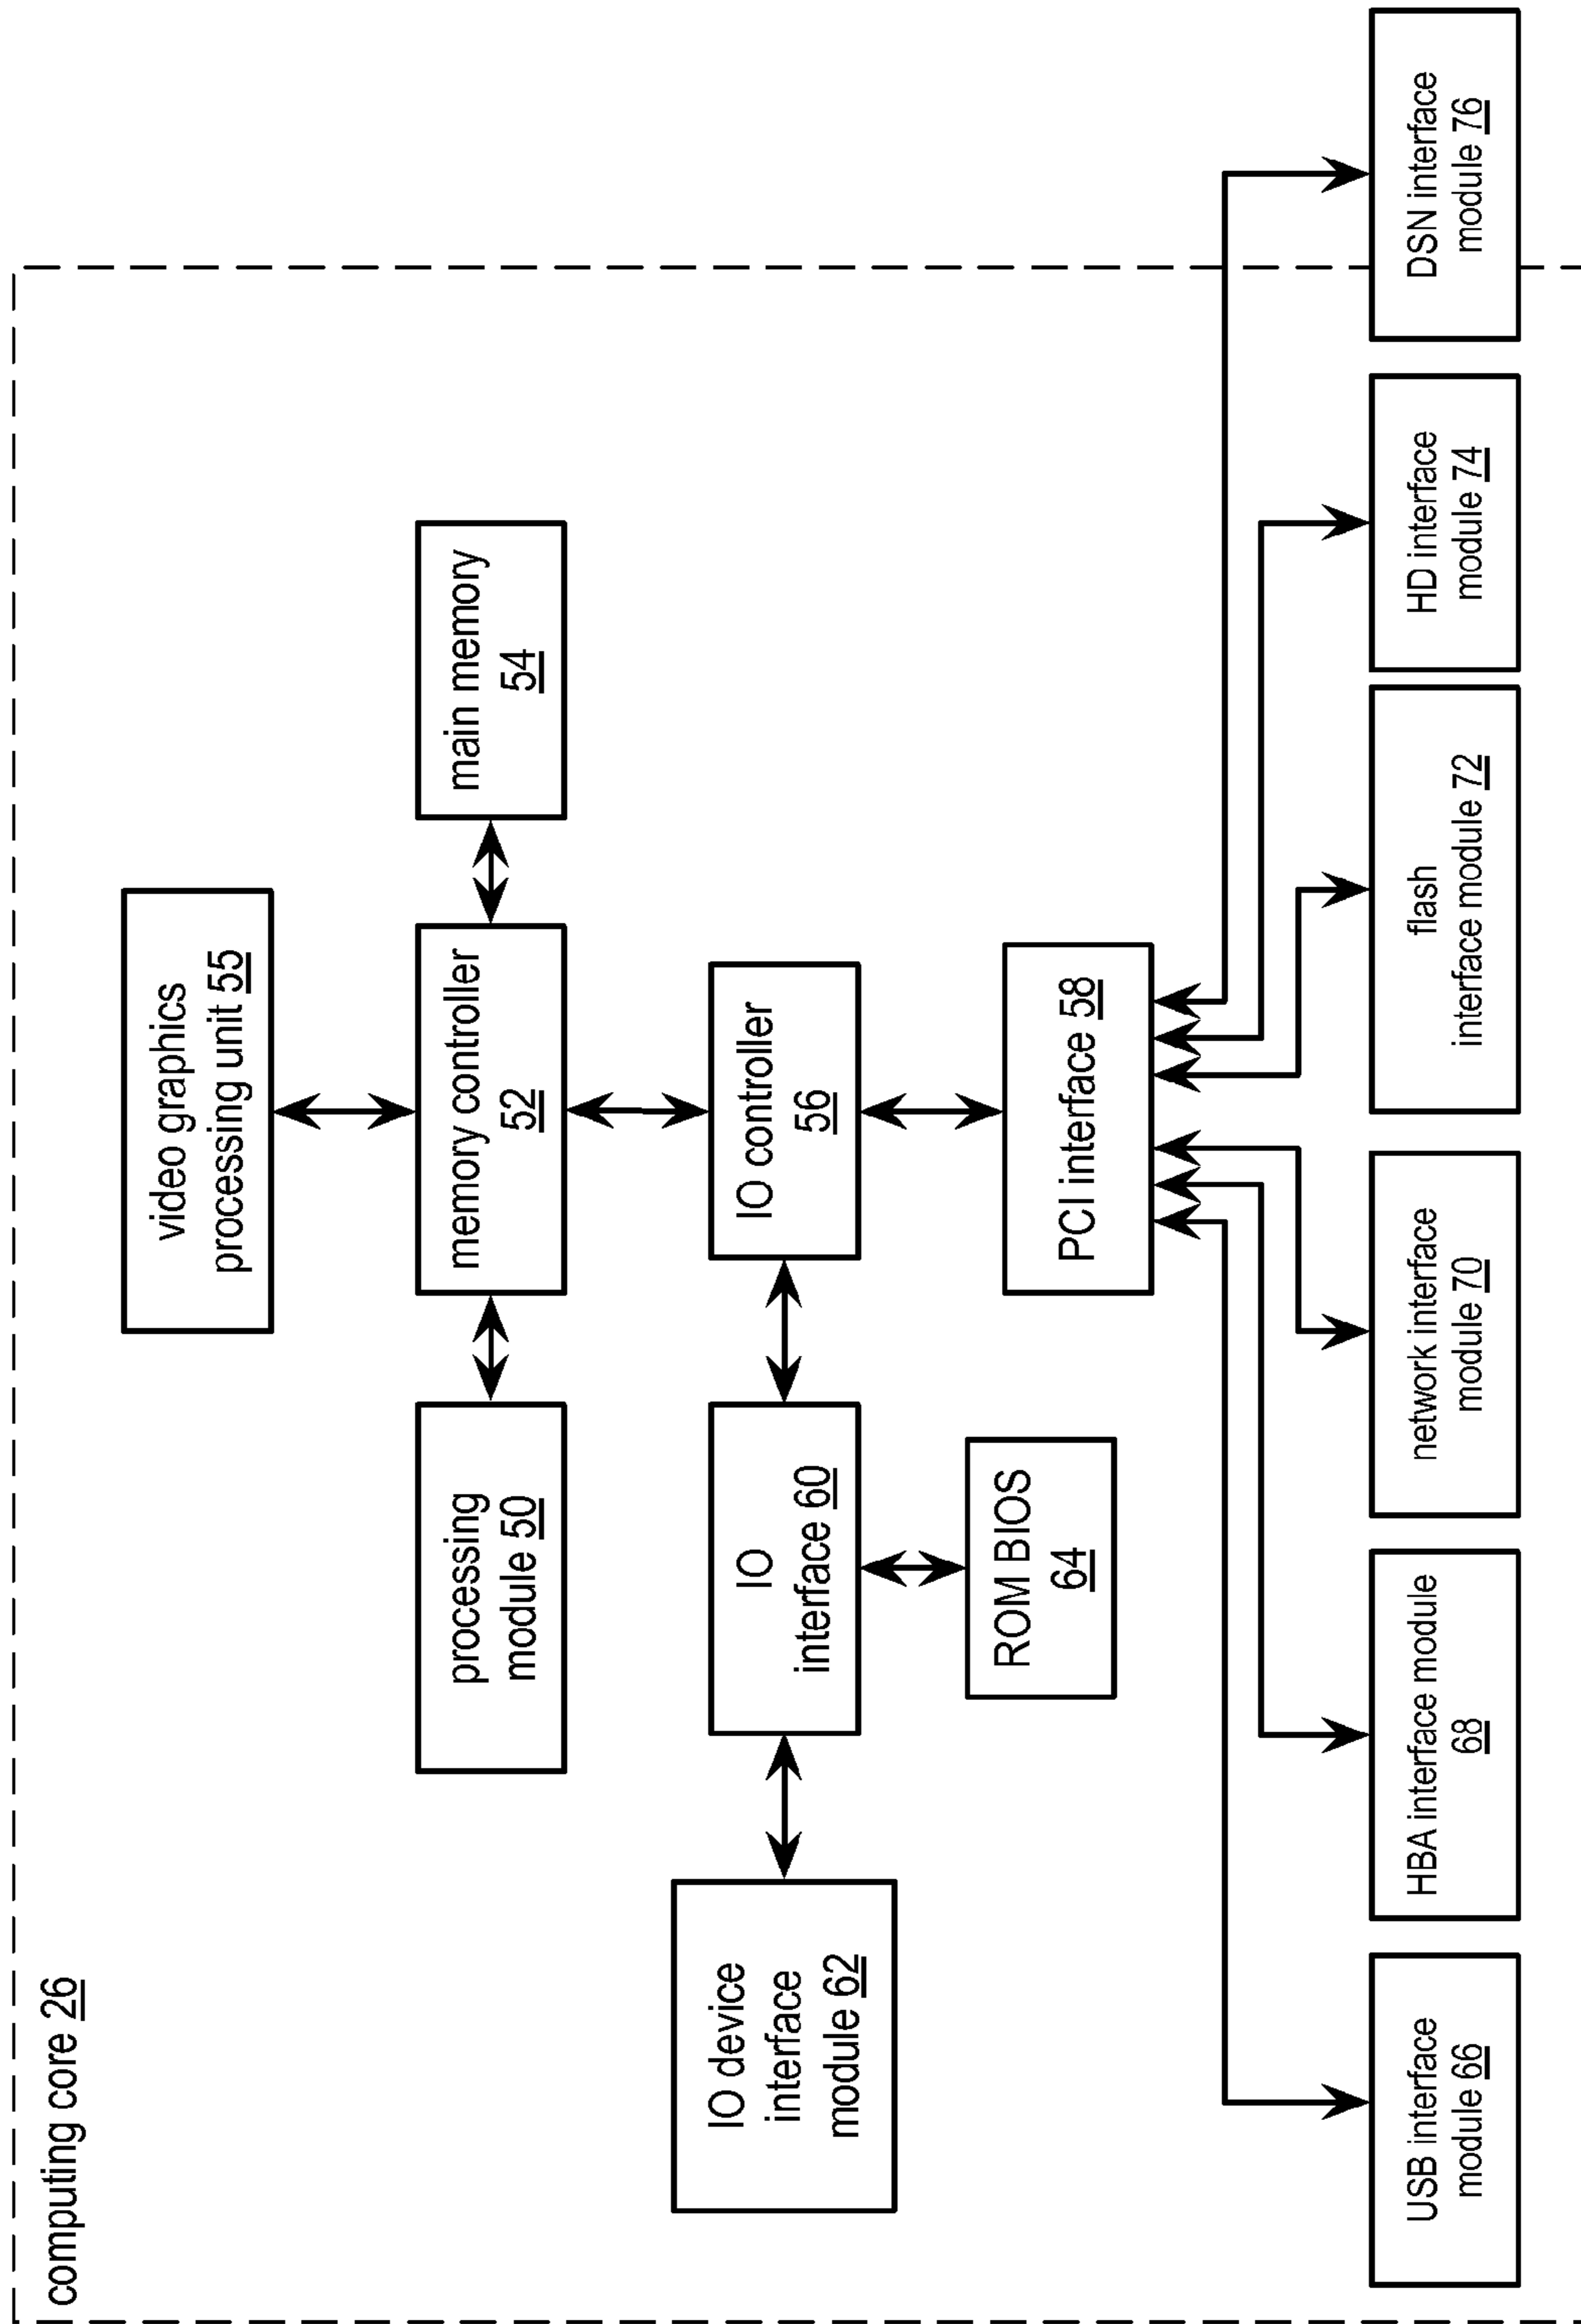 computing core 26
video graphics
processing unit 55
processing
module 50
memory controller
52
main memory
54
IO device
interface
module 62
IO
interface 60
IO controller
56
ROM BIOS
64
PCI interface 58
USB interface
module 66
HBA interface module
68
network interface
module 70
flash
interface module 72
HD interface
module 74
DSN interface
module 76